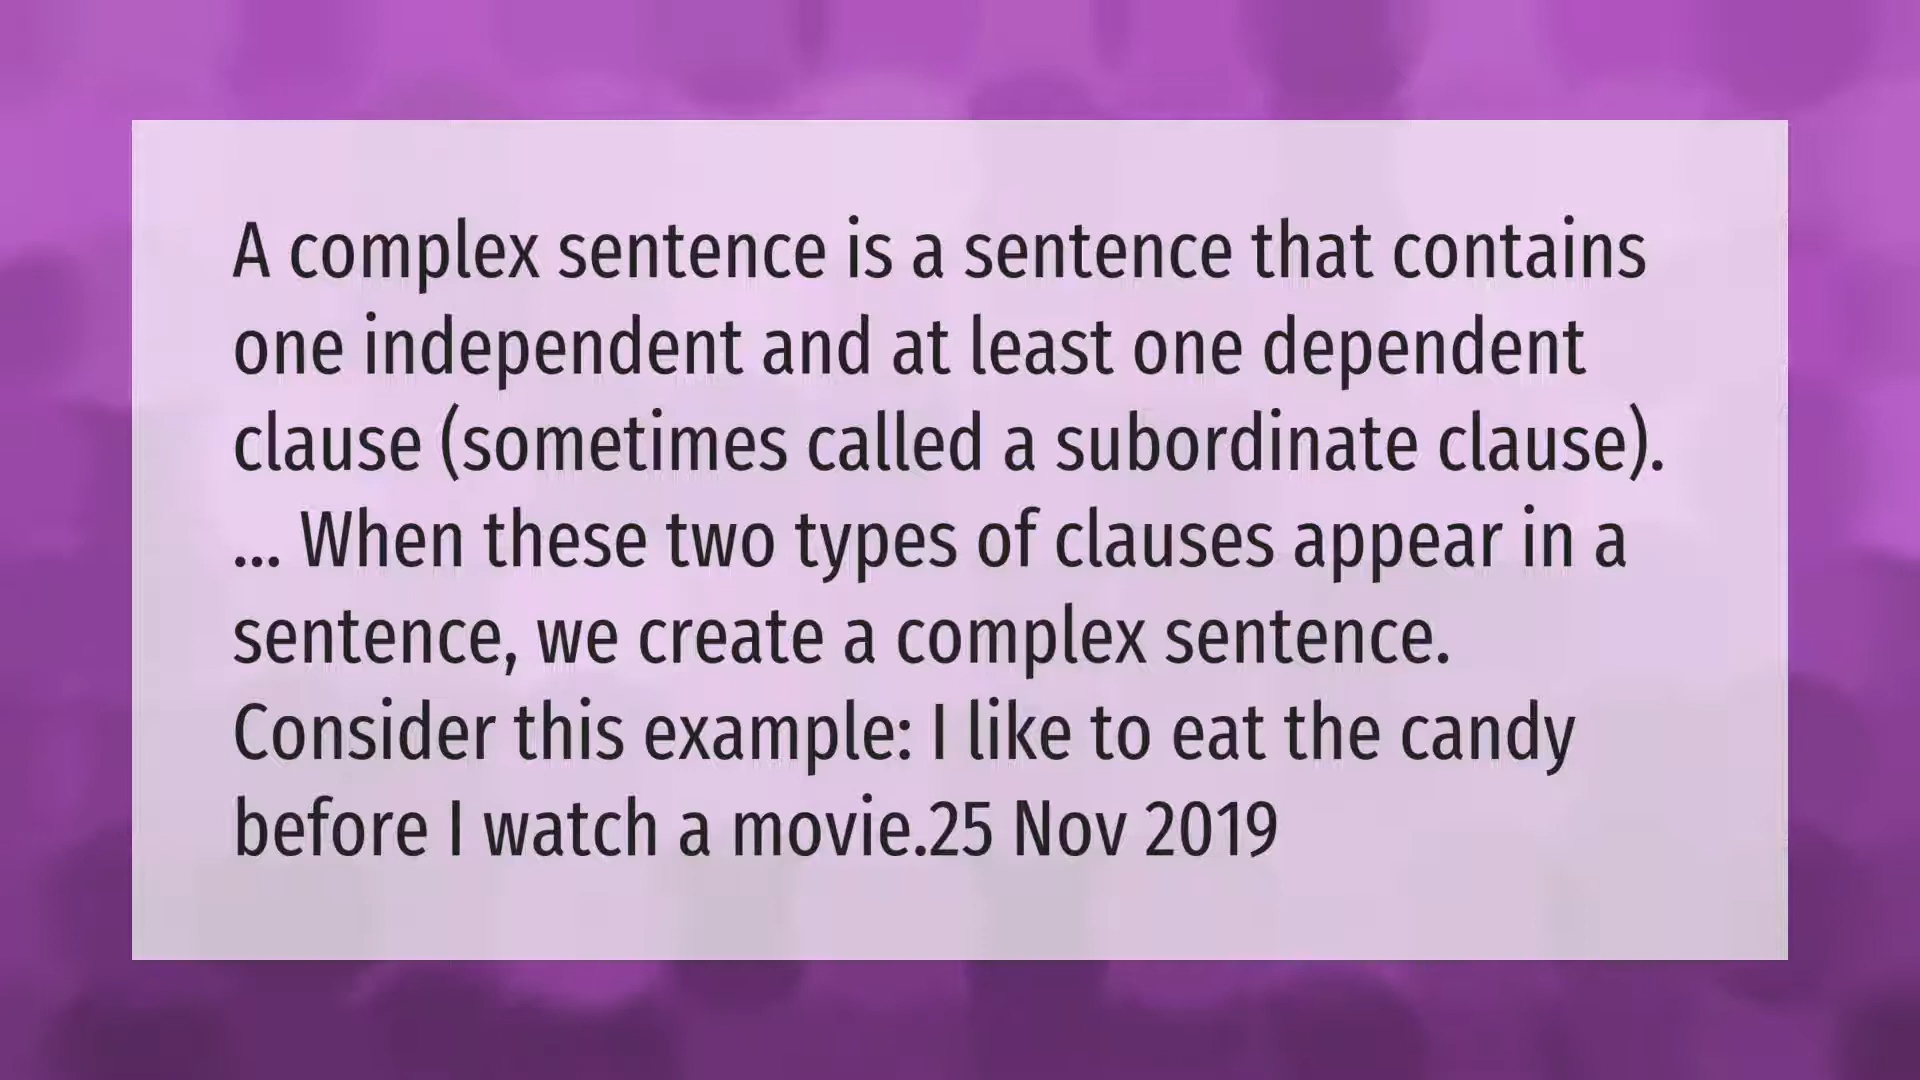 A complex sentence is a sentence that contains
one independent and at least one dependent
clause (sometimes called a subordinate clause).
... When these two types of clauses appear in a
sentence, we create a complex sentence.
Consider this example: I like to eat the candy
before I watch a movie.25 Nov 2019